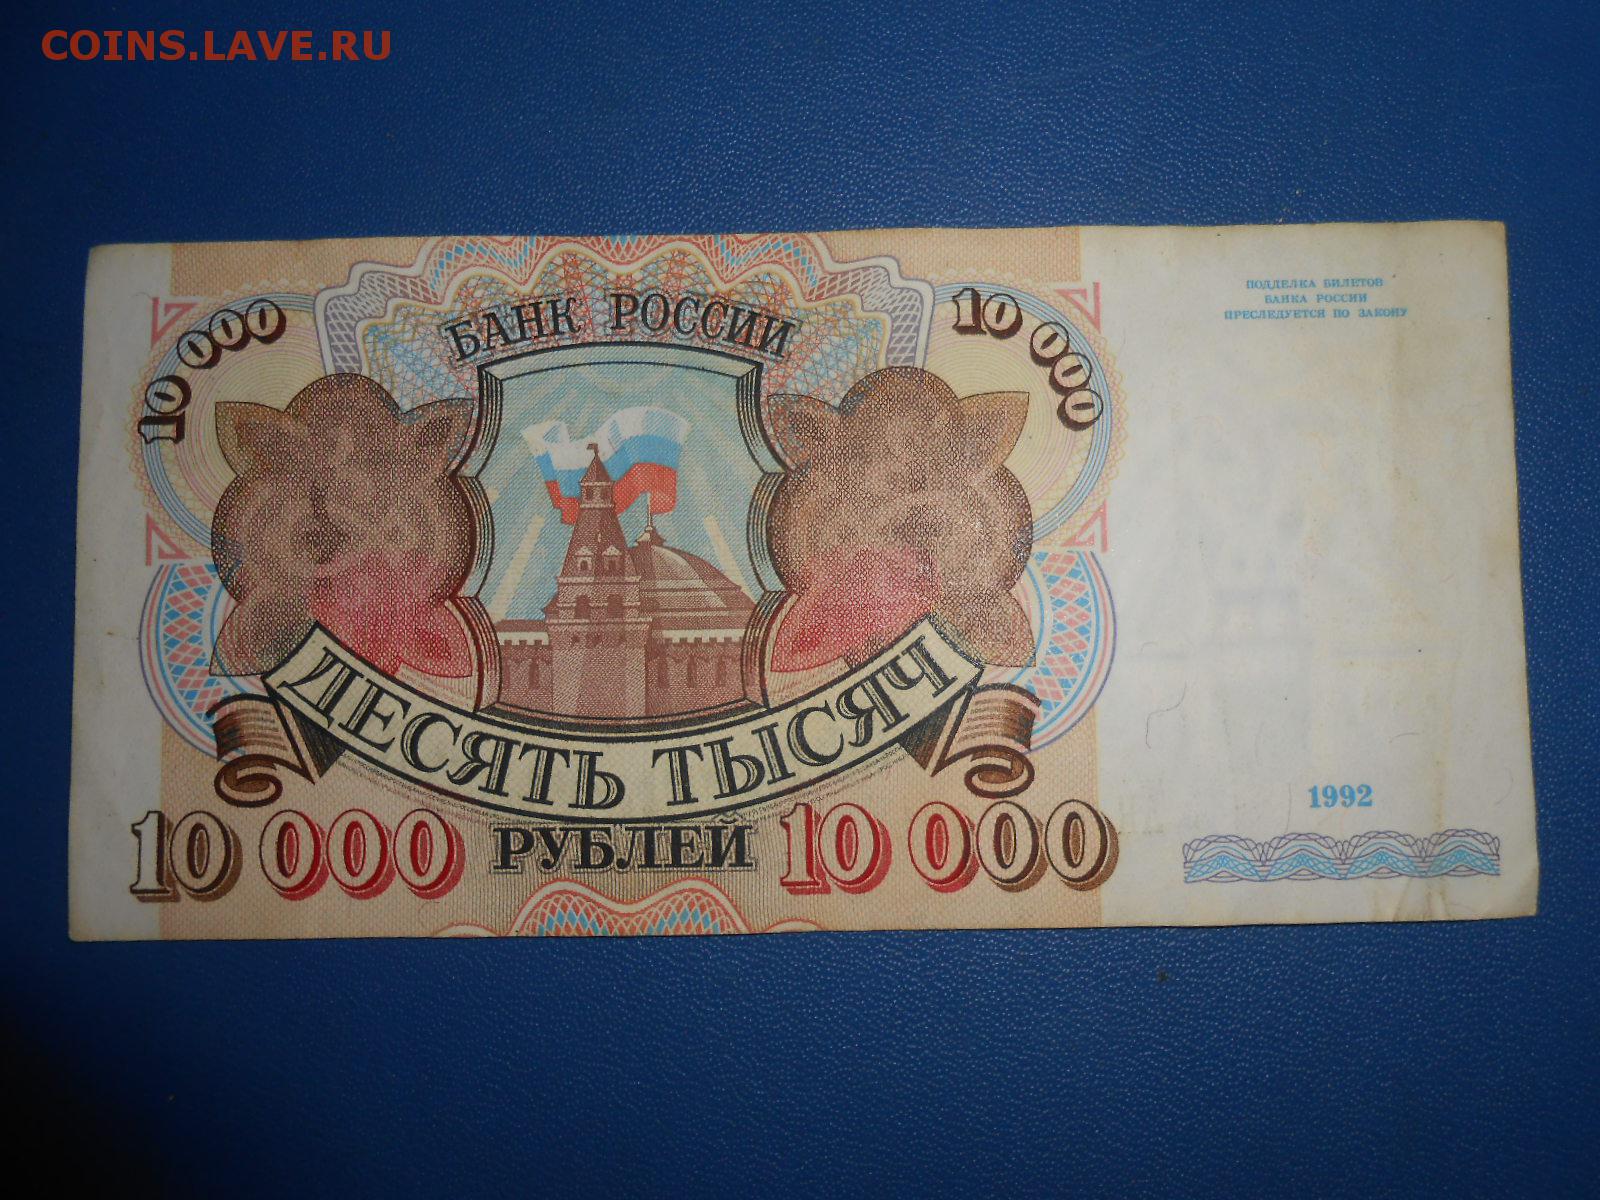 COINS.LAVE.RU
ПОДДЕЛКА БИЛЕТОВ
БАНКА РОССИИ
ПРЕСЛЕДУЕТСЯ ПО ЗАКОНУ
10 000
БАНК РОССИИ
10 000
ДЕСЯТЬ ТЫСЯЧ
1992
10 000 РУБЛЕЙ 10 000